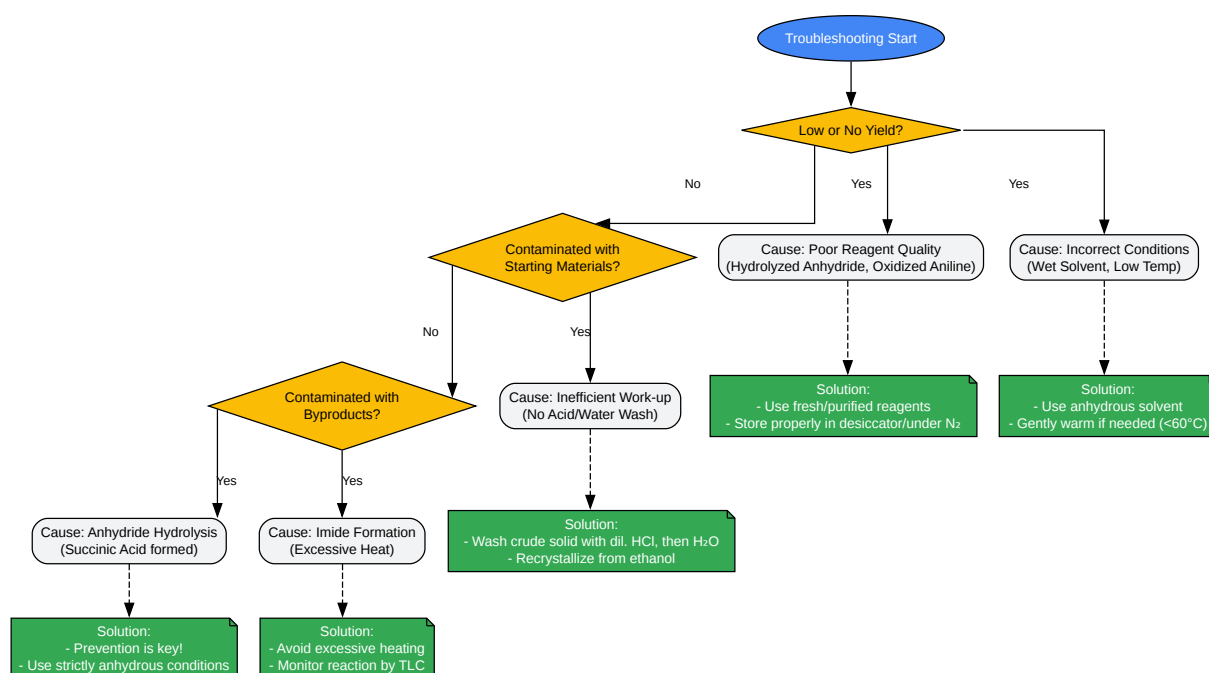 Troubleshooting Start
Low or No Yield?
No
Yes
Yes
Contaminated with
Starting Materials?
Cause: Poor Reagent Quality
(Hydrolyzed Anhydride, Oxidized Aniline)
Cause: Incorrect Conditions
(Wet Solvent, Low Temp)
No
Yes
Solution:
- Use fresh/purified reagents
- Store properly in desiccator/under N₂
Solution:
- Use anhydrous solvent
- Gently warm if needed (<60°C)
Contaminated with
Byproducts?
Cause: Inefficient Work-up
(No Acid/Water Wash)
Yes
Yes
Solution:
- Wash crude solid with dil. HCl, then H₂O
- Recrystallize from ethanol
Cause: Anhydride Hydrolysis
(Succinic Acid formed)
Cause: Imide Formation
(Excessive Heat)
Solution:
- Prevention is key!
- Use strictly anhydrous conditions
Solution:
- Avoid excessive heating
- Monitor reaction by TLC